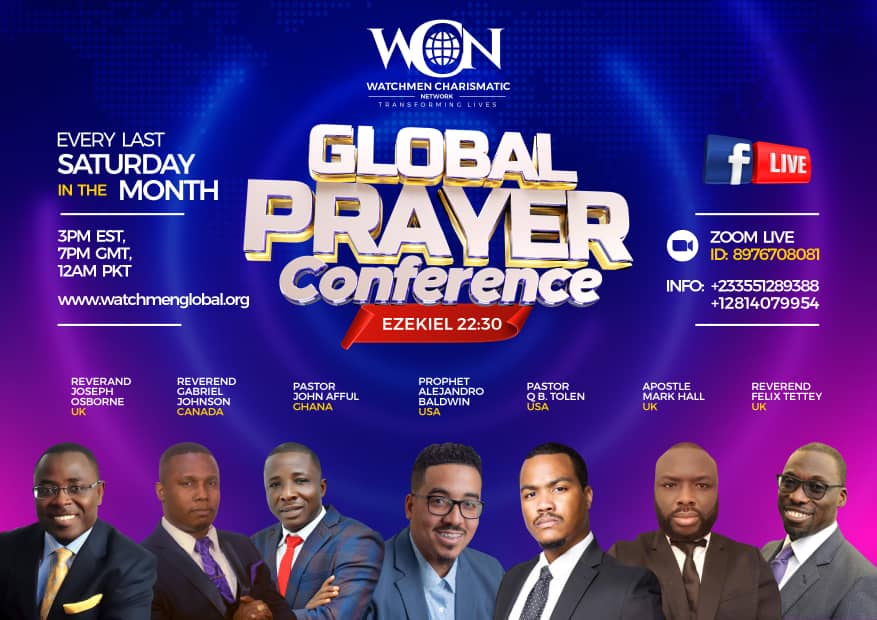 WCN
WATCHMEN CHARISMATIC
NETWORK
TRANSFORMING LIVES
EVERY LAST
SATURDAY
IN THE MONTH
3PM EST,
7PM GMT,
12AM PKT
www.watchmenglobal.org
GLOBAL
PRAYER
Conference
EZEKIEL 22:30
f LIVE
ZOOM LIVE
ID: 8976708081
INFO: +233551289388
+12814079954
REVERAND
JOSEPH
OSBORNE
UK
REVEREND
GABRIEL
JOHNSON
CANADA
PASTOR
JOHN AFFUL
GHANA
PROPHET
ALEJANDRO
BALDWIN
USA
PASTOR
Q B. TOLEN
USA
APOSTLE
MARK HALL
UK
REVEREND
FELIX TETTEY
UK